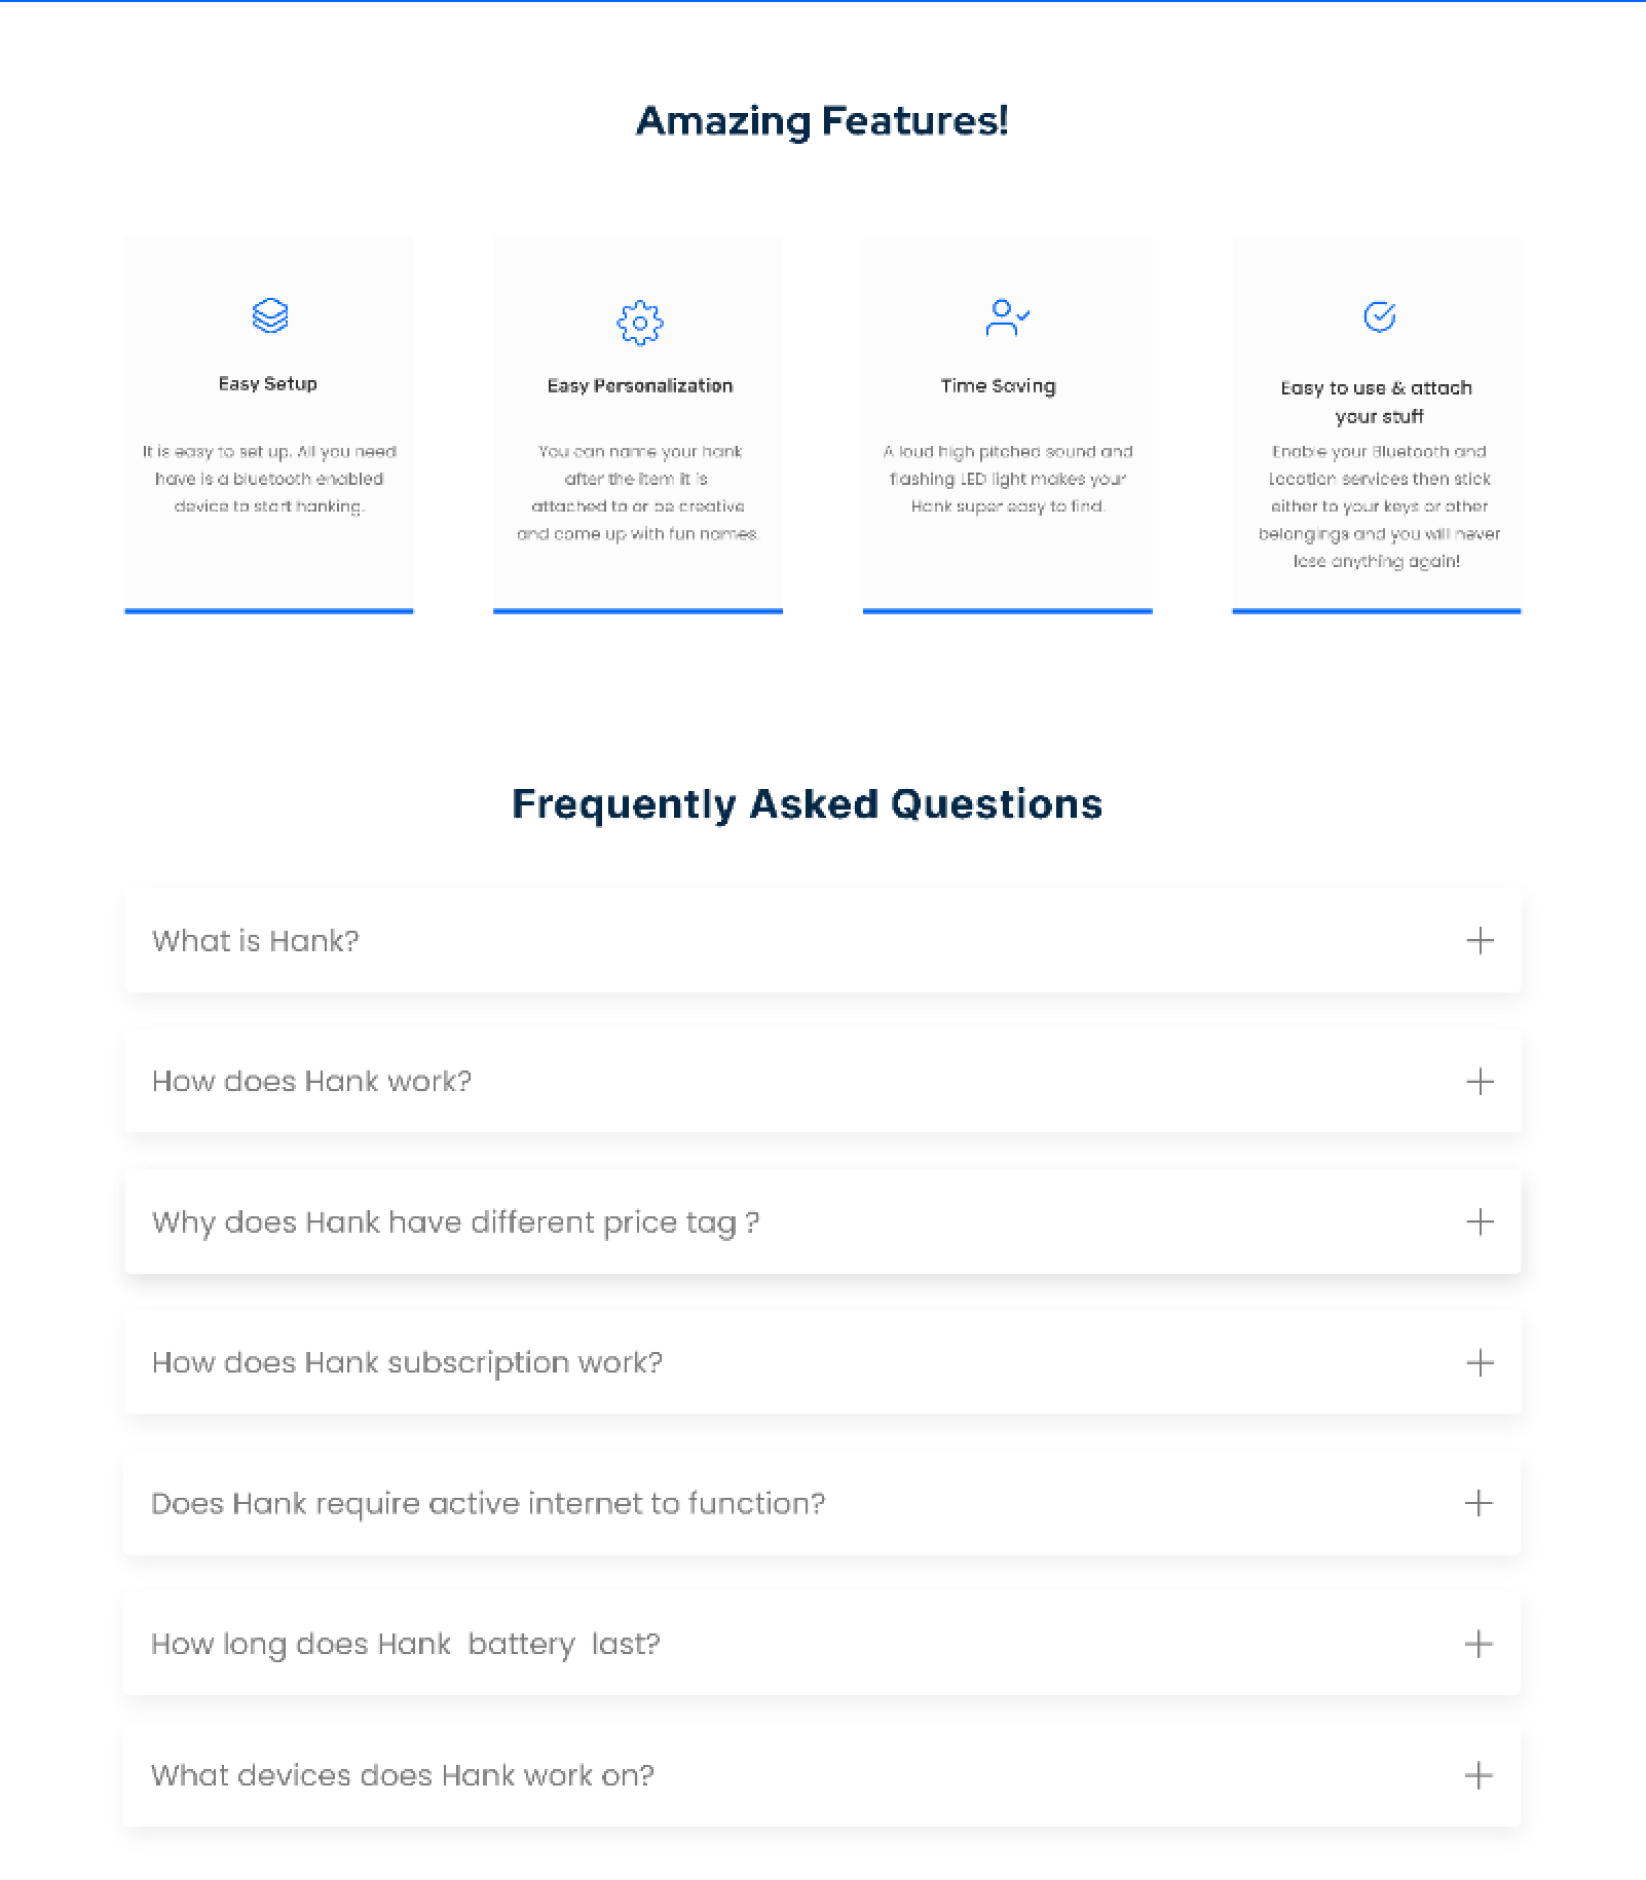 Amazing Features!
Easy Setup
It is easy to set up. All you need
have is a bluetooth enabled
device to start hanking.
Easy Personalization
You can name your hank
after the item it is
attached to or be creative
and come up with fun names.
Time Saving
A loud high pitched sound and
flashing LED light makes your
Hank super easy to find.
Easy to use & attach
your stuff
Enable your Bluetooth and
Location services then stick
either to your keys or other
belongings and you will never
lose anything again!
Frequently Asked Questions
What is Hank?
How does Hank work?
Why does Hank have different price tag ?
How does Hank subscription work?
Does Hank require active internet to function?
How long does Hank  battery  last?
What devices does Hank work on?